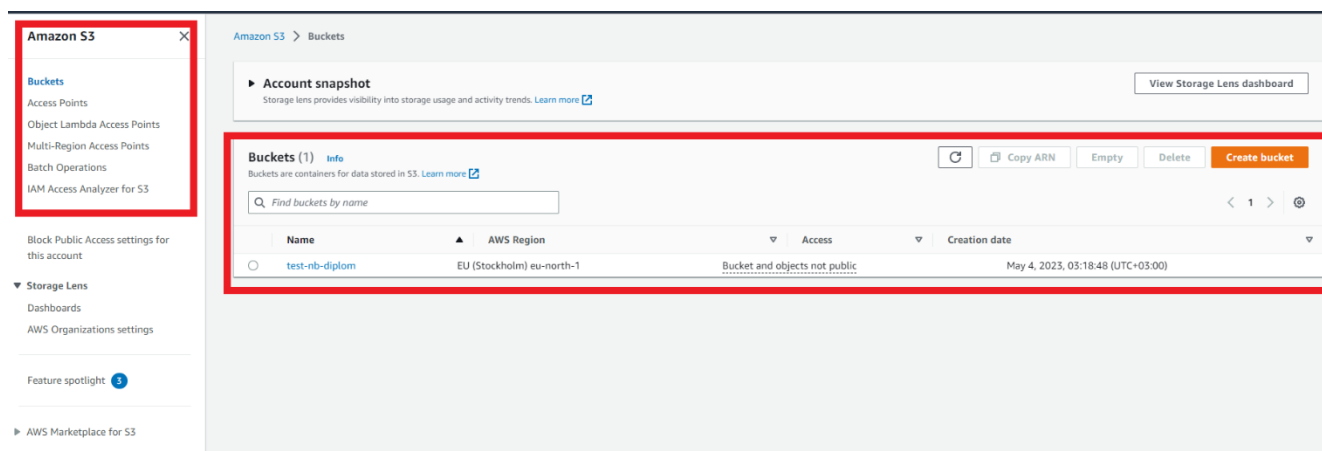 Amazon S3
Buckets
Access Points
Object Lambda Access Points
Multi-Region Access Points
Batch Operations
IAM Access Analyzer for S3
Block Public Access settings for
this account
Storage Lens
Dashboards
AWS Organizations settings
Feature spotlight 3
AWS Marketplace for S3
Amazon S3 > Buckets
Account snapshot
Storage lens provides visibility into storage usage and activity trends. Learn more
View Storage Lens dashboard
Buckets (1) Info
Buckets are containers for data stored in S3. Learn more
Copy ARN Empty Delete Create bucket
Find buckets by name
< 1 >
Name AWS Region Access Creation date
test-nb-diplom EU (Stockholm) eu-north-1 Bucket and objects not public May 4, 2023, 03:18:48 (UTC+03:00)